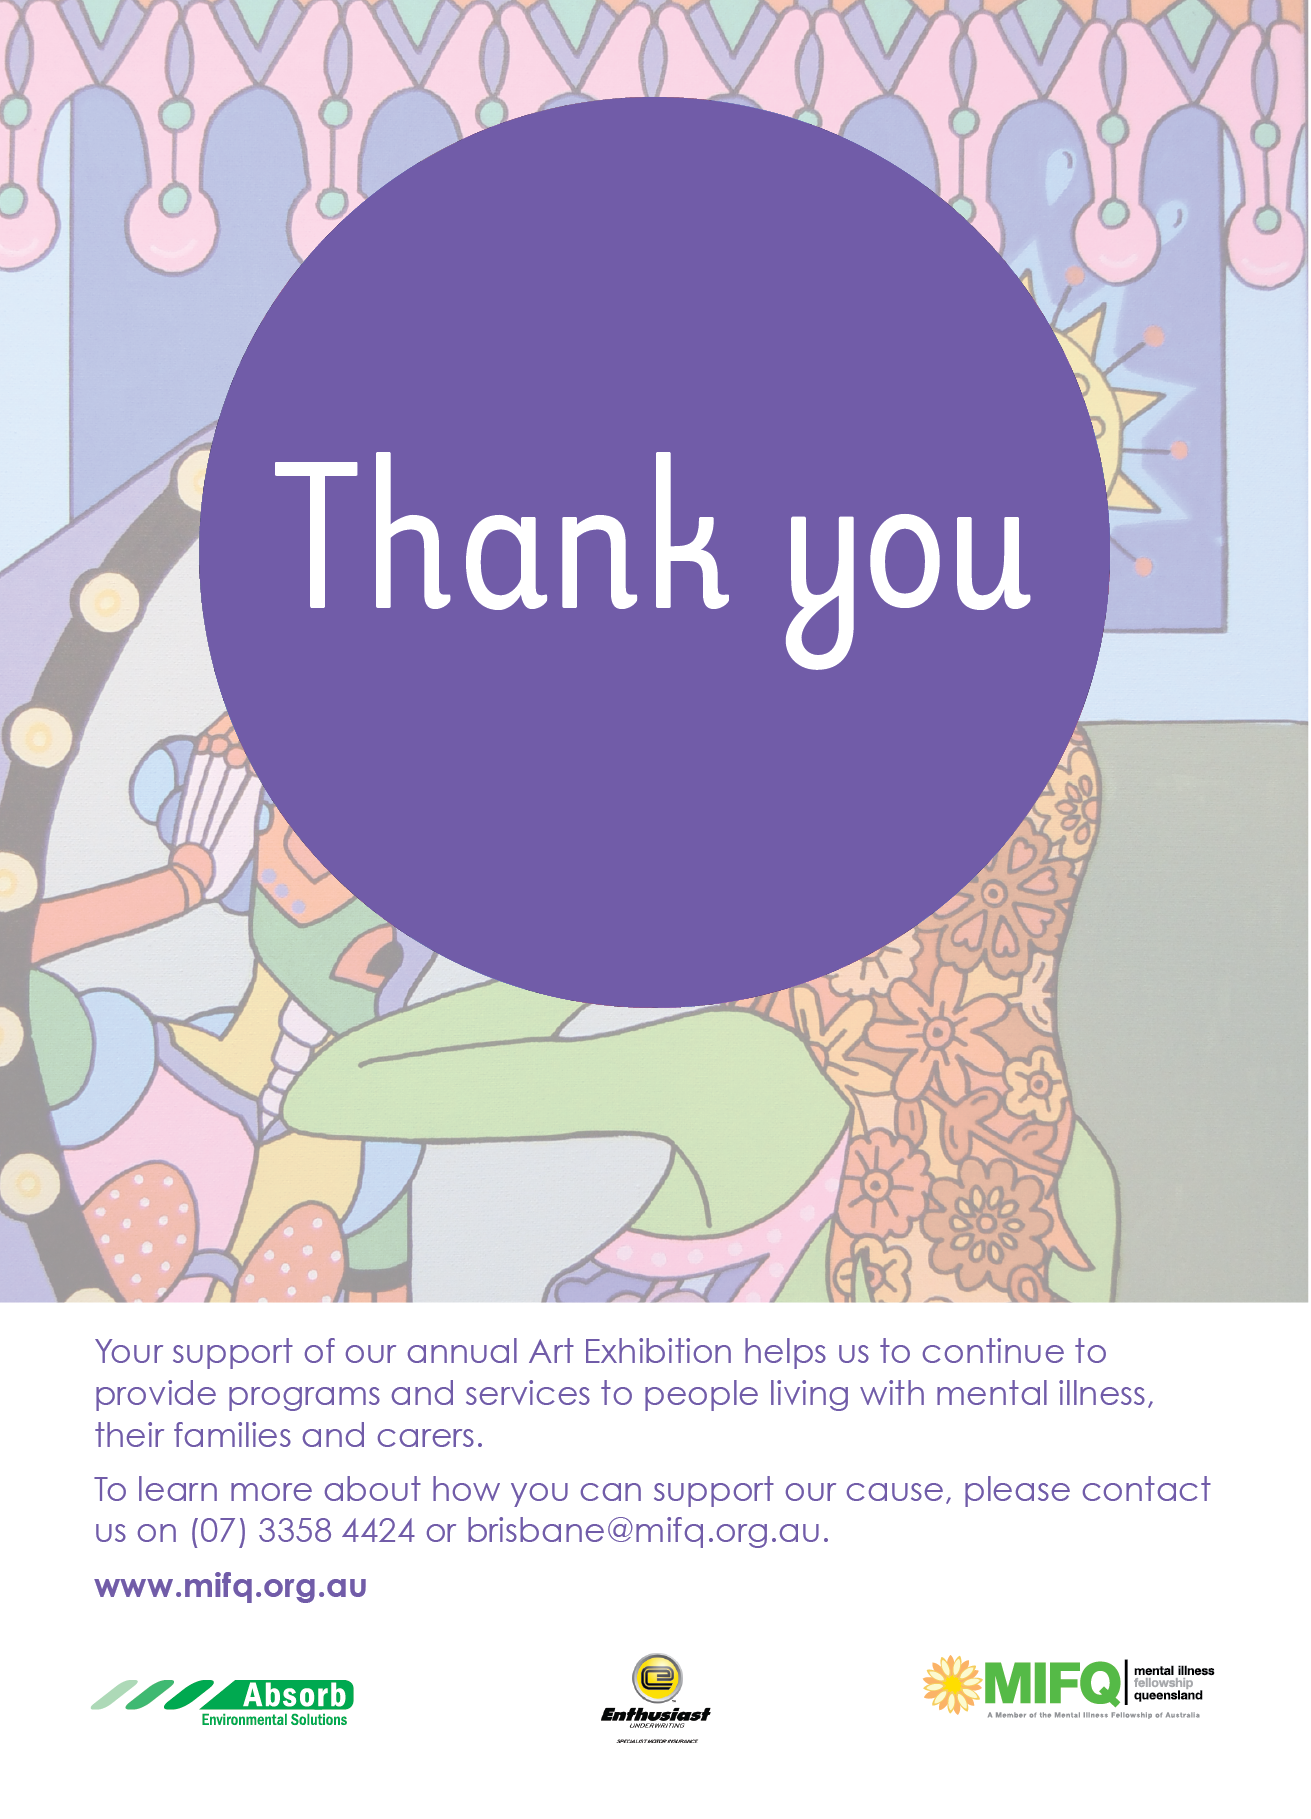 Thank you
Your support of our annual Art Exhibition helps us to continue to
provide programs and services to people living with mental illness,
their families and carers.
To learn more about how you can support our cause, please contact
us on (07) 3358 4424 or brisbane@mifq.org.au.
www.mifq.org.au
Absorb
Environmental Solutions
Enthusiast
UNDERWRITING
SPECIALIST MOTOR INSURANCE
MIFQ
mental illness
fellowship
queensland
A Member of the Mental Illness Fellowship of Australia